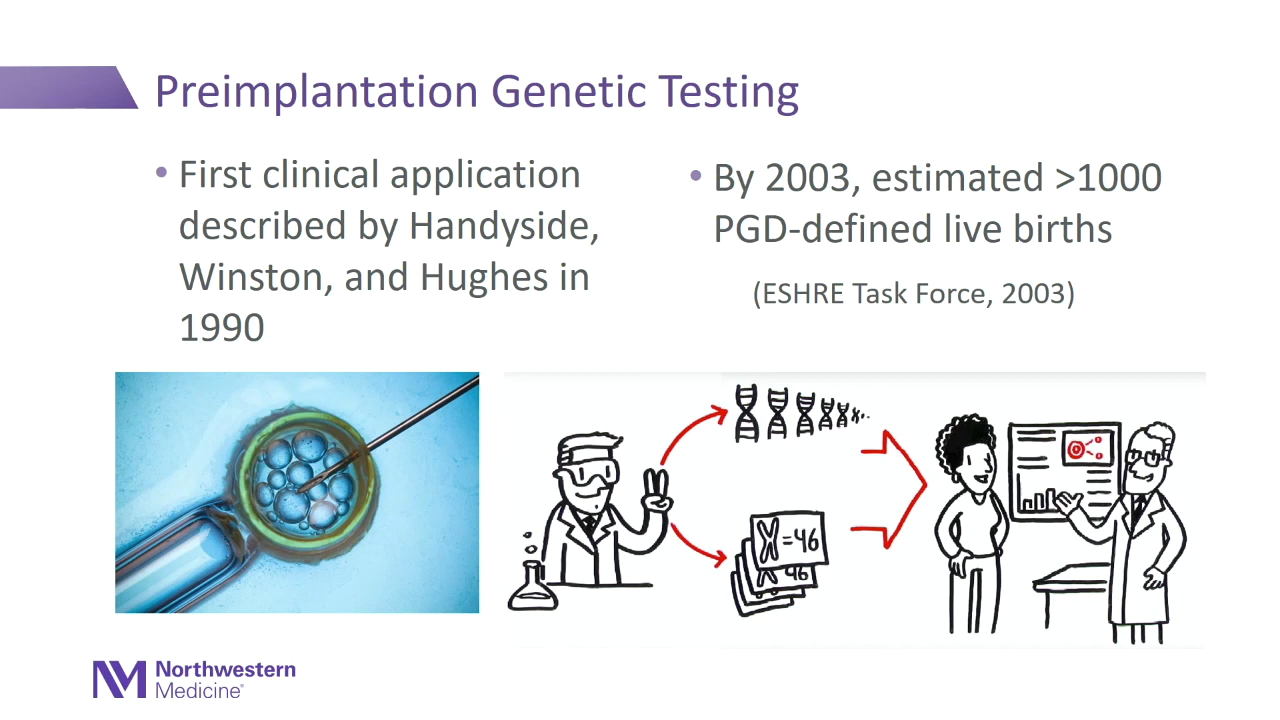 Preimplantation Genetic Testing
• First clinical application
described by Handyside,
Winston, and Hughes in
1990
• By 2003, estimated >1000
PGD-defined live births
(ESHRE Task Force, 2003)
X=46
X 46
Northwestern
Medicine®